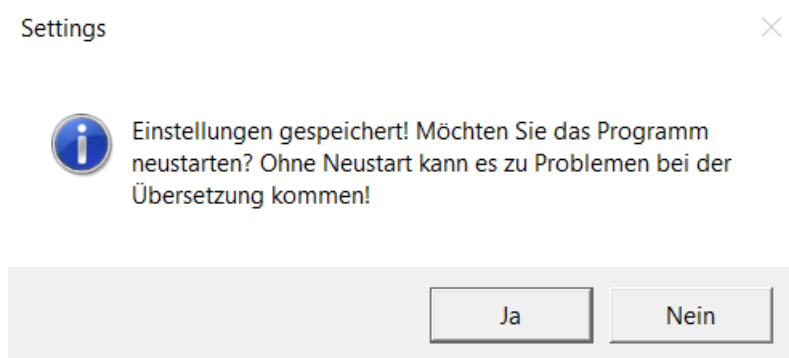 Settings
Einstellungen gespeichert! Möchten Sie das Programm
neustarten? Ohne Neustart kann es zu Problemen bei der
Übersetzung kommen!
Ja
Nein